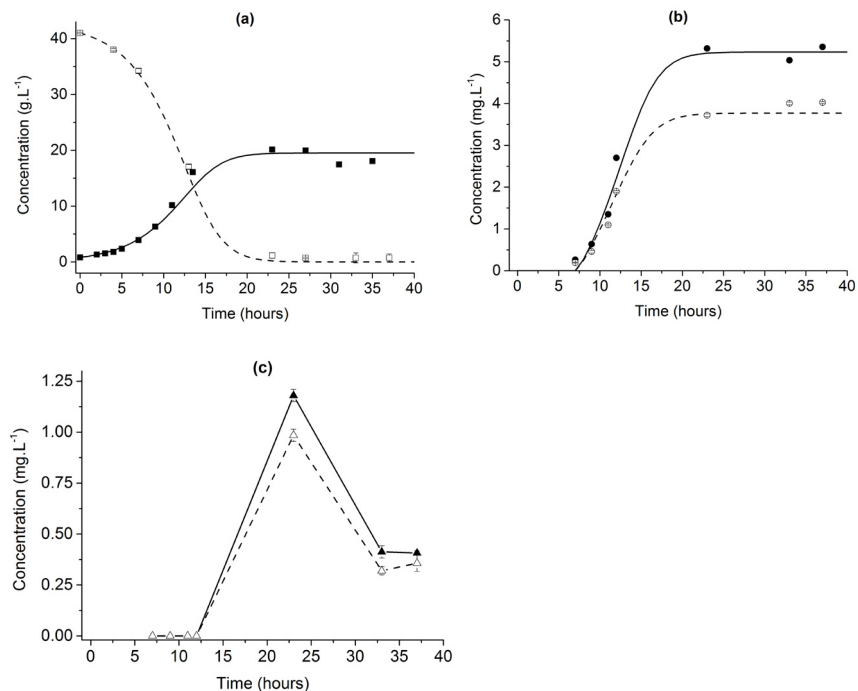 (a)
50
40
30
20
10
0
Concentration (g.L-1)
0 5 10 15 20 25 30 35 40
Time (hours)
(b)
6
5
4
3
2
1
0
Concentration (mg.L-1)
0 5 10 15 20 25 30 35 40
Time (hours)
(c)
1.25
1.00
0.75
0.50
0.25
0.00
Concentration (mg.L-1)
0 5 10 15 20 25 30 35 40
Time (hours)